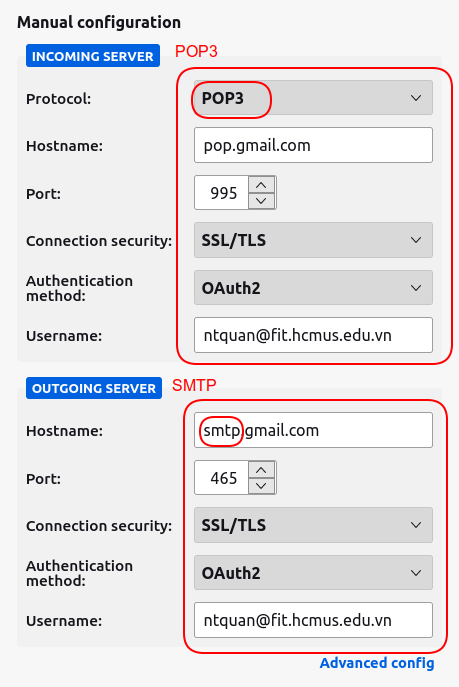 Manual configuration
INCOMING SERVER POP3
Protocol: POP3
Hostname: pop.gmail.com
Port: 995
Connection security: SSL/TLS
Authentication
method: OAuth2
Username: ntquan@fit.hcmus.edu.vn
OUTGOING SERVER SMTP
Hostname: smtp.gmail.com
Port: 465
Connection security: SSL/TLS
Authentication
method: OAuth2
Username: ntquan@fit.hcmus.edu.vn
Advanced config